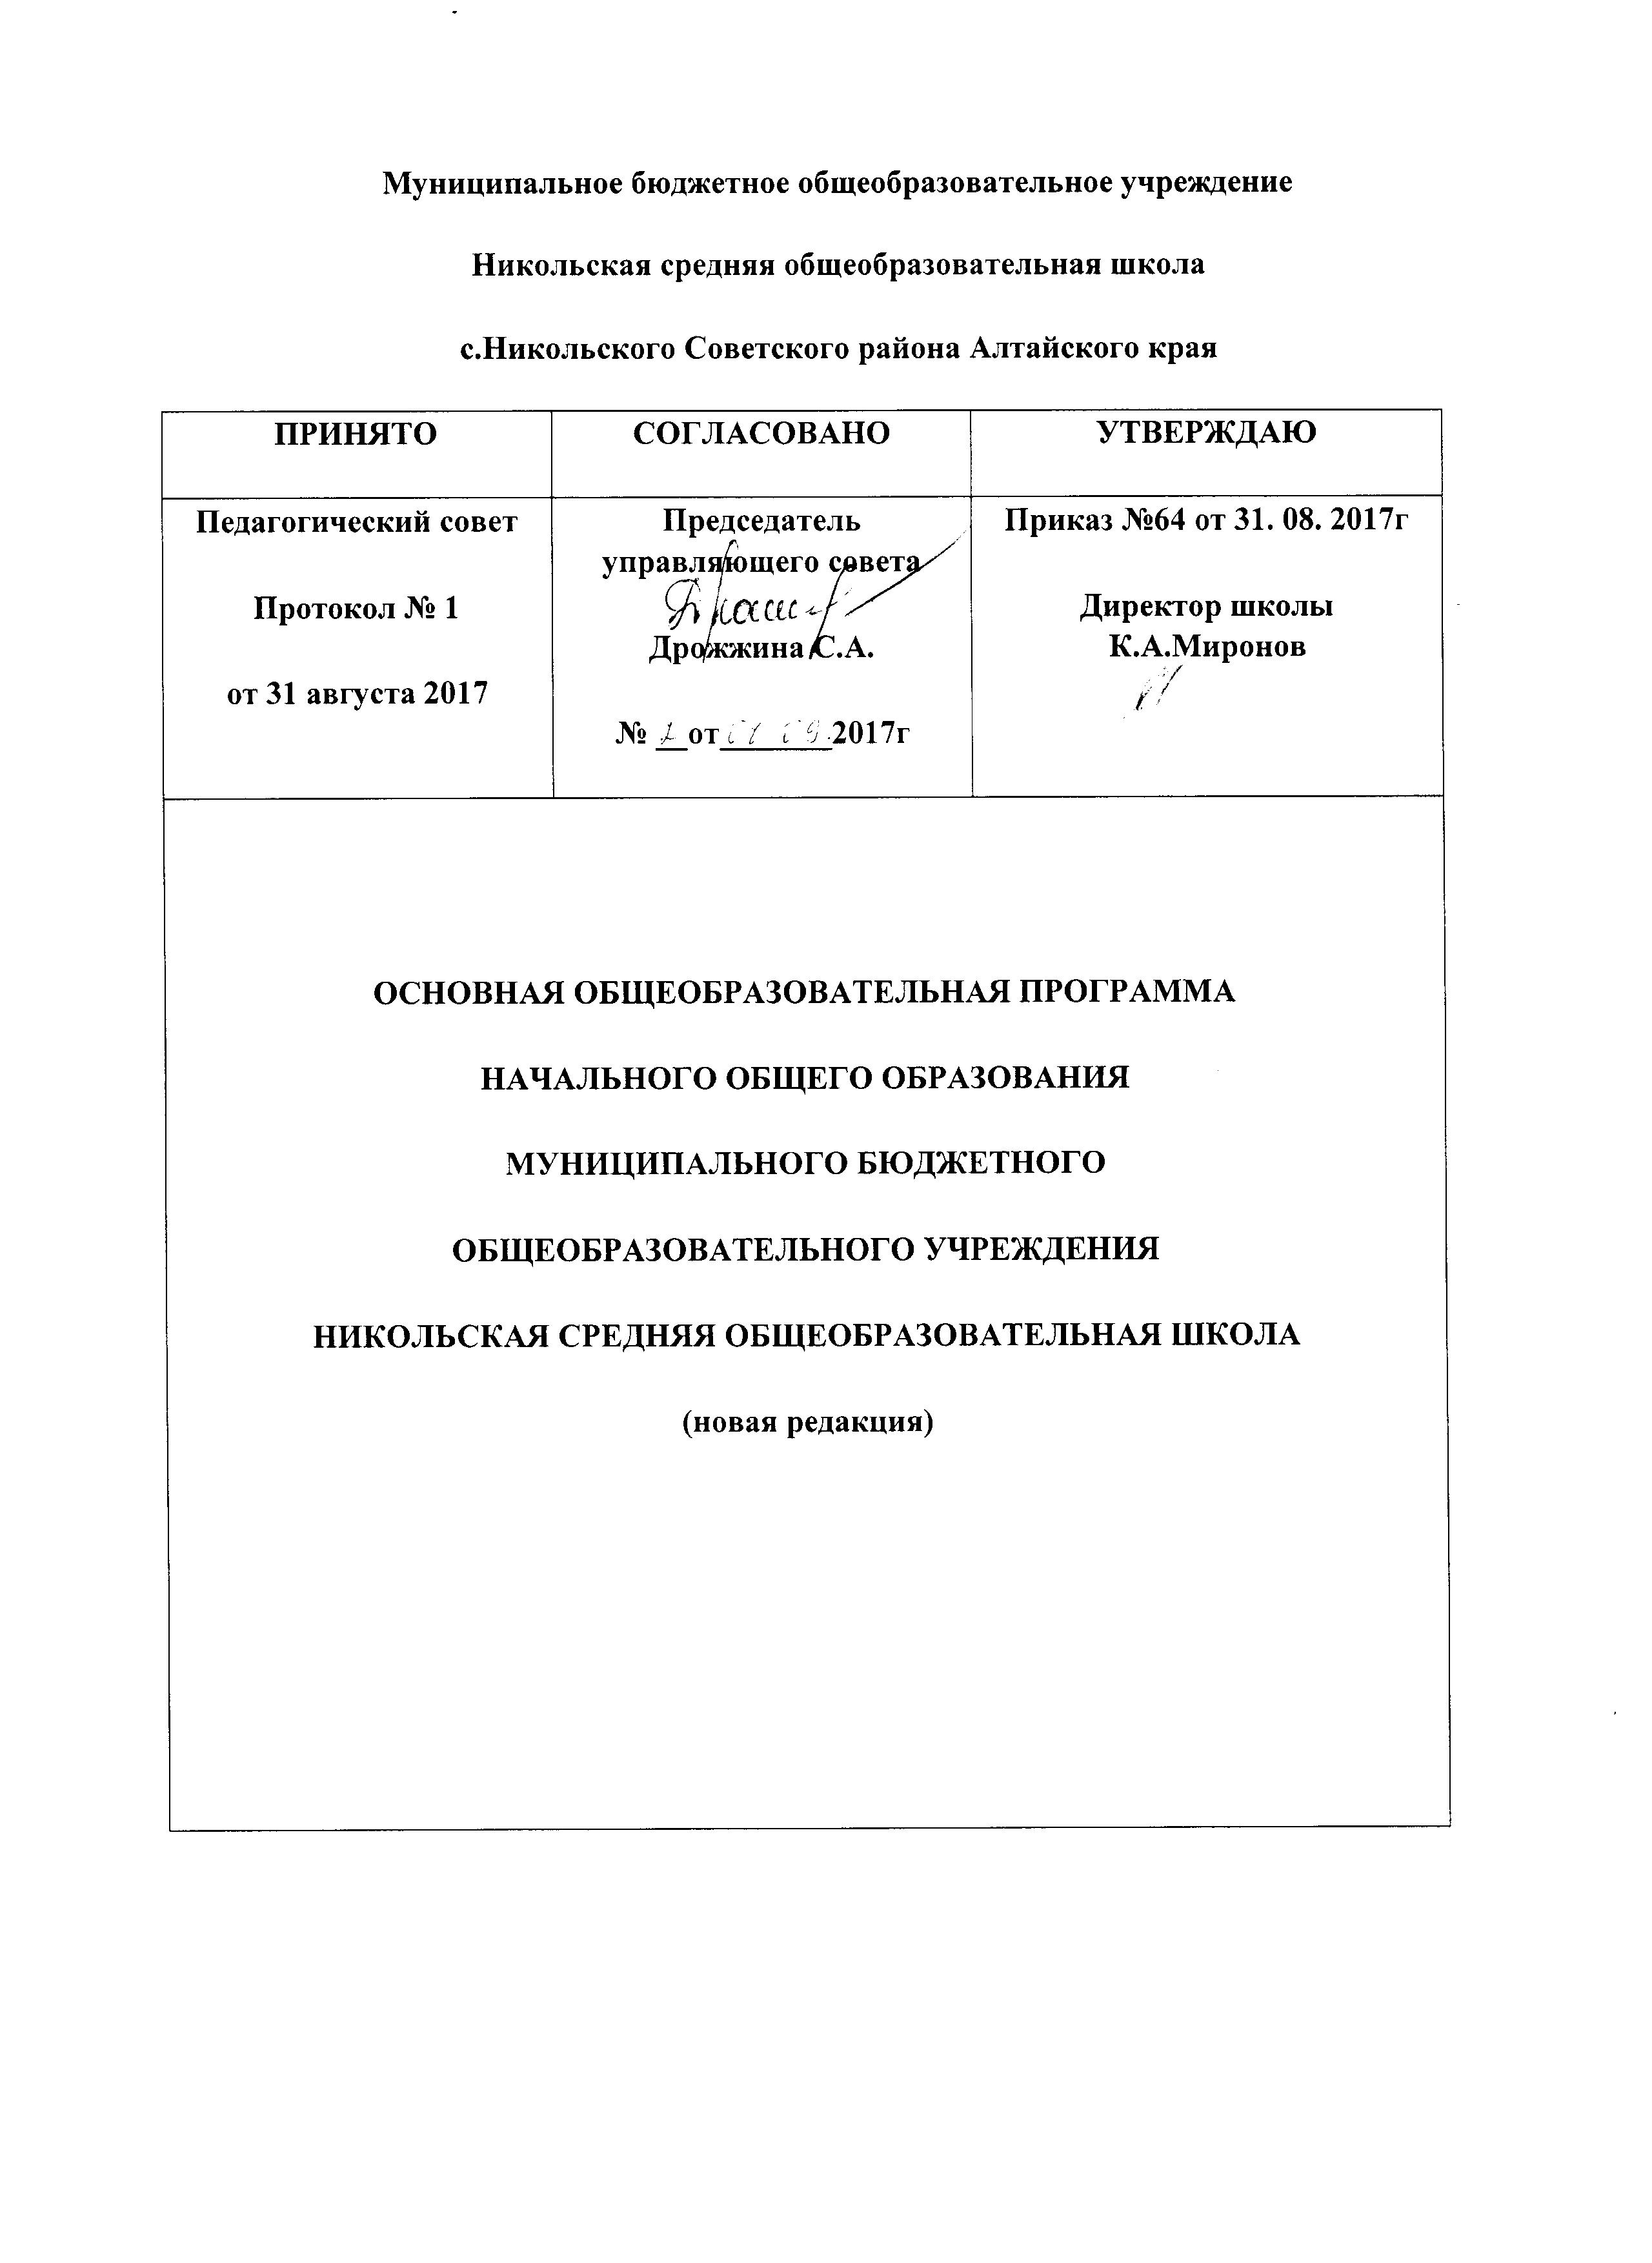 Муниципальное бюджетное общеобразовательное учреждение
Никольская средняя общеобразовательная школа
с.Никольского Советского района Алтайского края
ПРИНЯТО
СОГЛАСОВАНО
УТВЕРЖДАЮ
Педагогический совет
Протокол № 1
от 31 августа 2017
Председатель
управляющего совета
Дрожжина С.А.
№ от 2017г
Приказ №64 от 31. 08. 2017г
Директор школы
К.А.Миронов
ОСНОВНАЯ ОБЩЕОБРАЗОВАТЕЛЬНАЯ ПРОГРАММА
НАЧАЛЬНОГО ОБЩЕГО ОБРАЗОВАНИЯ
МУНИЦИПАЛЬНОГО БЮДЖЕТНОГО
ОБЩЕОБРАЗОВАТЕЛЬНОГО УЧРЕЖДЕНИЯ
НИКОЛЬСКАЯ СРЕДНЯЯ ОБЩЕОБРАЗОВАТЕЛЬНАЯ ШКОЛА
(новая редакция)